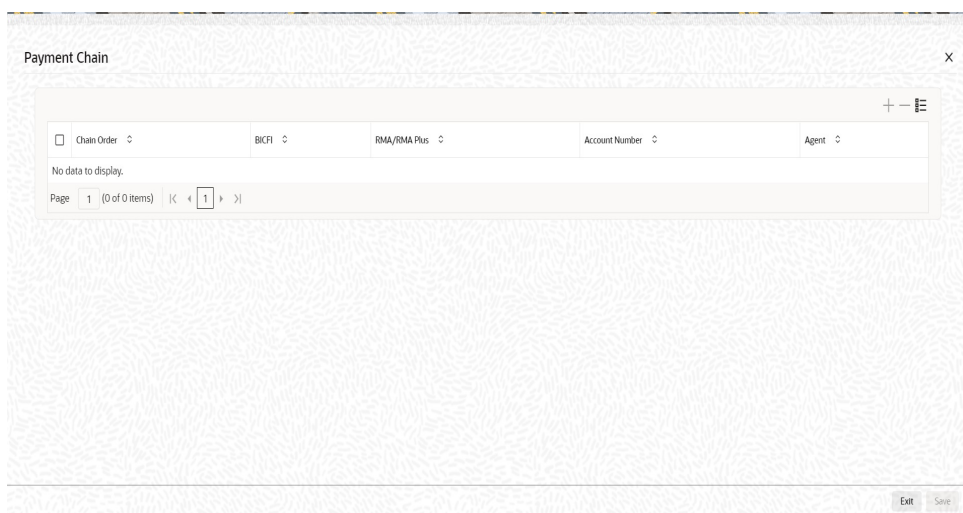 Payment Chain
Chain Order BICFI RMA/RMA Plus Account Number Agent
No data to display.
Page 1 (0 of 0 items) 1
Exit Save